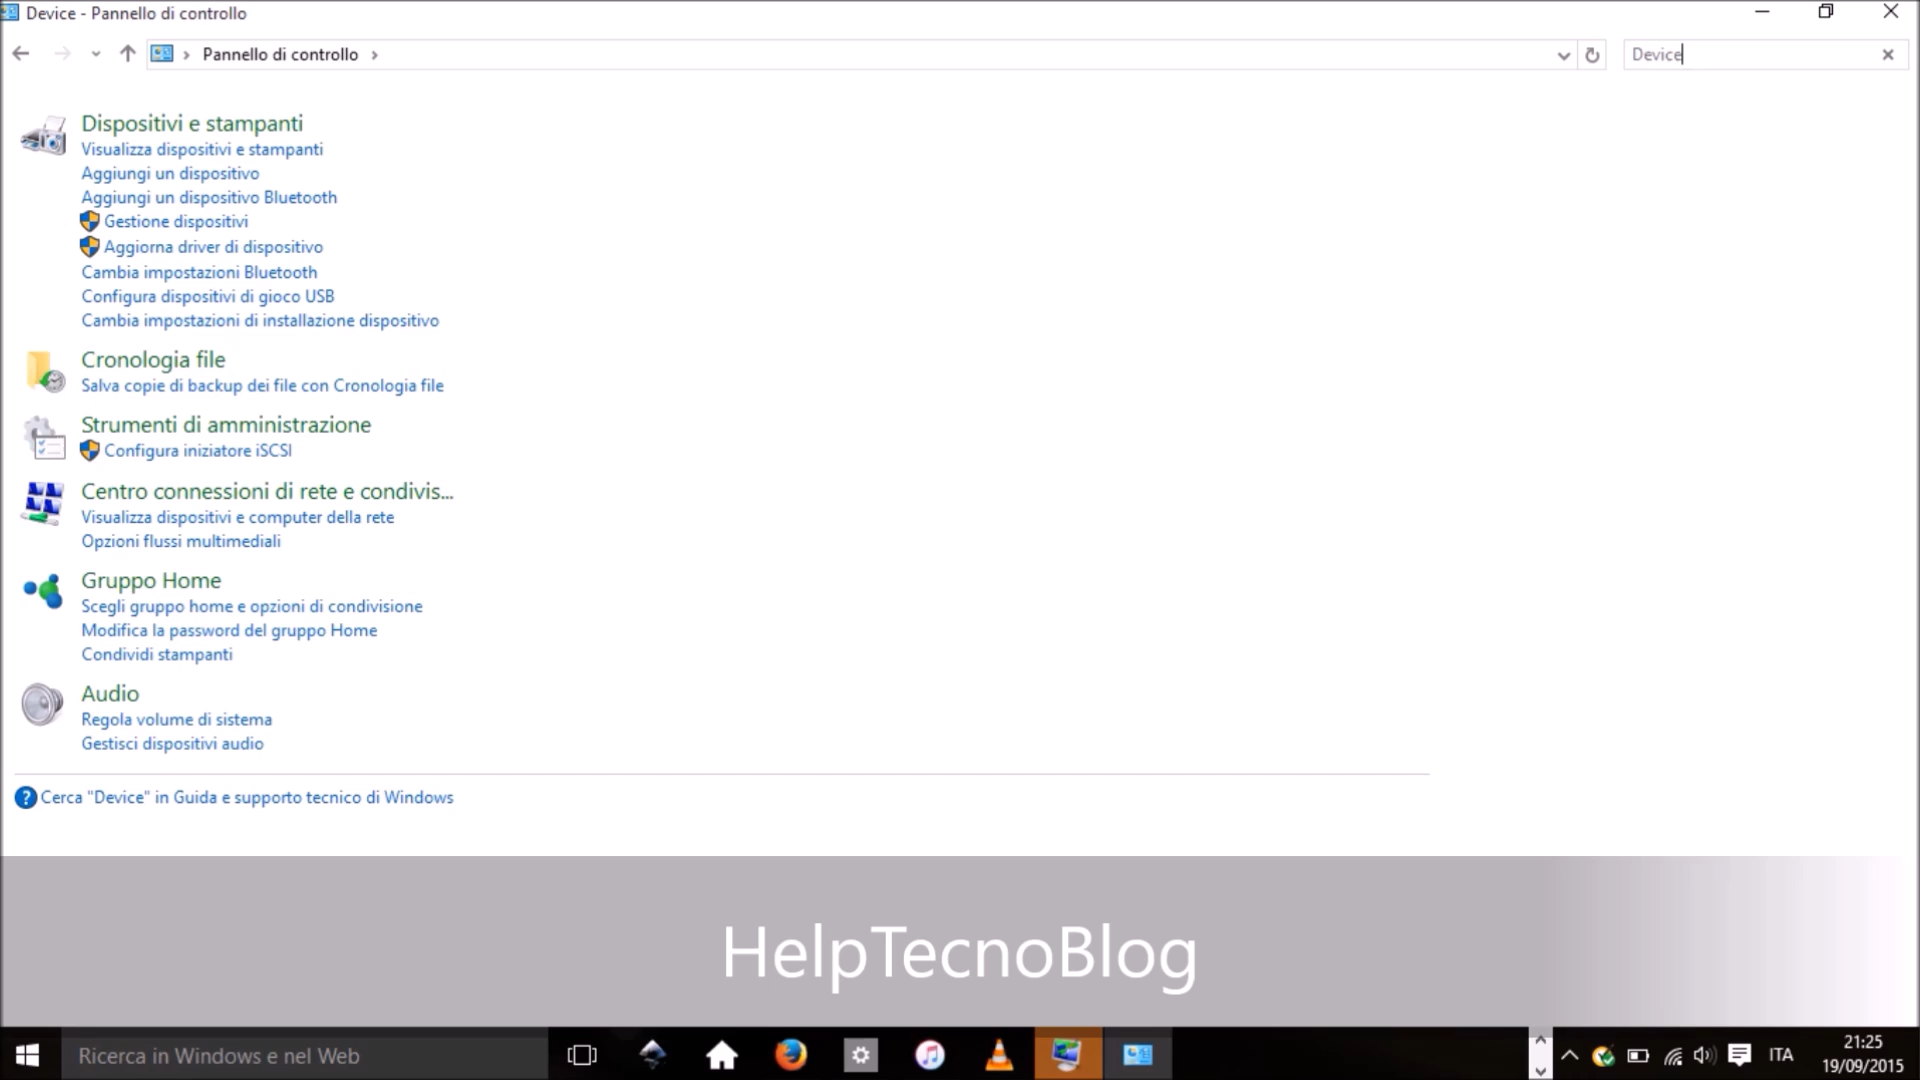 Device - Pannello di controllo
Pannello di controllo
Device
Dispositivi e stampanti
Visualizza dispositivi e stampanti
Aggiungi un dispositivo
Aggiungi un dispositivo Bluetooth
Gestione dispositivi
Aggiorna driver di dispositivo
Cambia impostazioni Bluetooth
Configura dispositivi di gioco USB
Cambia impostazioni di installazione dispositivo
Cronologia file
Salva copie di backup dei file con Cronologia file
Strumenti di amministrazione
Configura iniziatore iSCSI
Centro connessioni di rete e condivis...
Visualizza dispositivi e computer della rete
Opzioni flussi multimediali
Gruppo Home
Scegli gruppo home e opzioni di condivisione
Modifica la password del gruppo Home
Condividi stampanti
Audio
Regola volume di sistema
Gestisci dispositivi audio
Cerca "Device" in Guida e supporto tecnico di Windows
HelpTecnoBlog
Ricerca in Windows e nel Web
ITA
21:25
19/09/2015